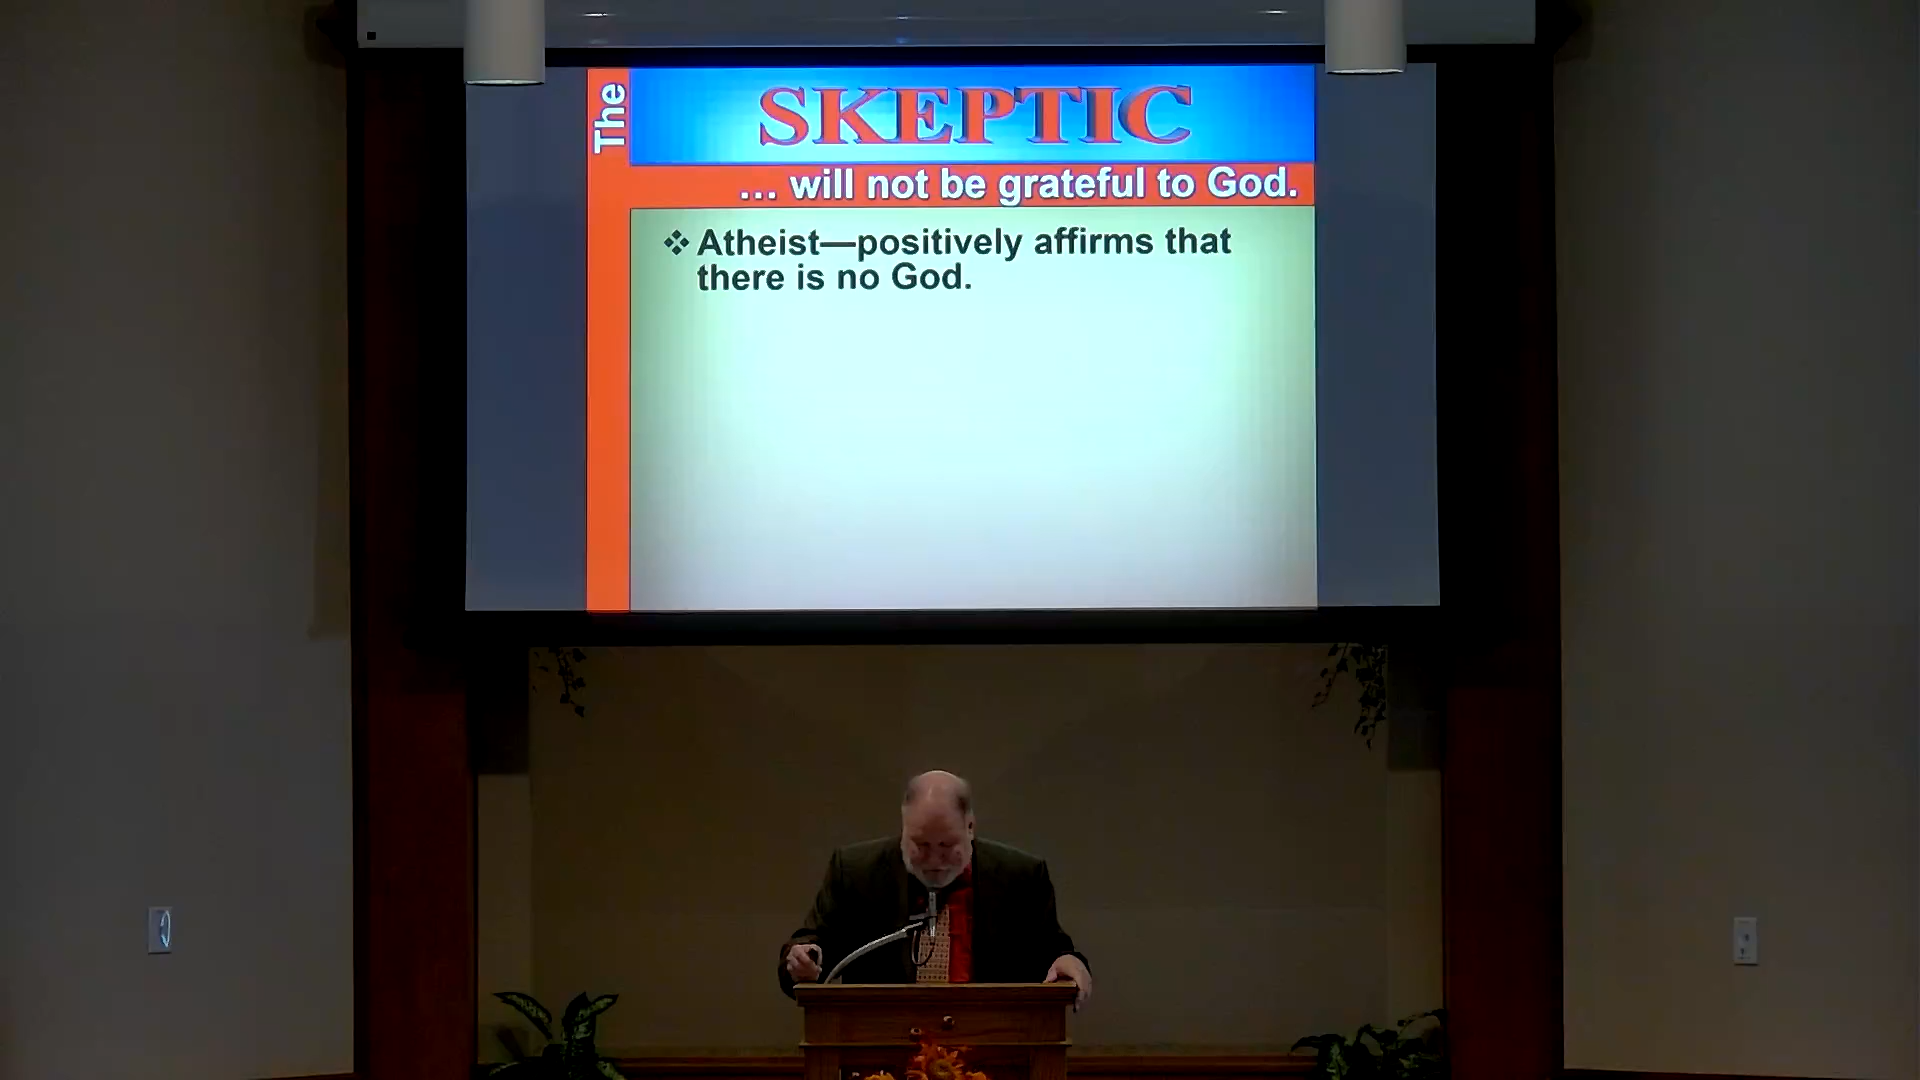 The
SKEPTIC
... will not be grateful to God.
❖ Atheist—positively affirms that
there is no God.